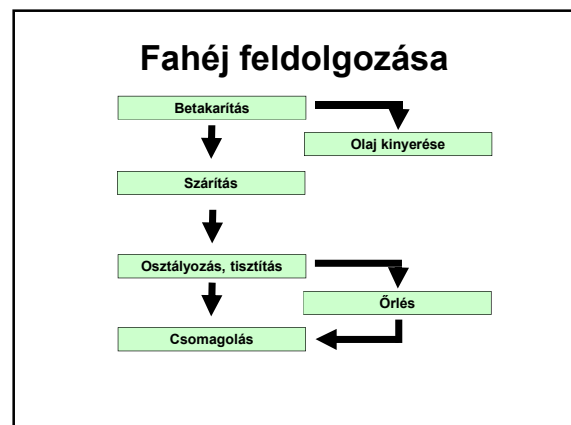 Fahéj feldolgozása
Betakarítás
Olaj kinyerése
Szárítás
Osztályozás, tisztítás
Őrlés
Csomagolás